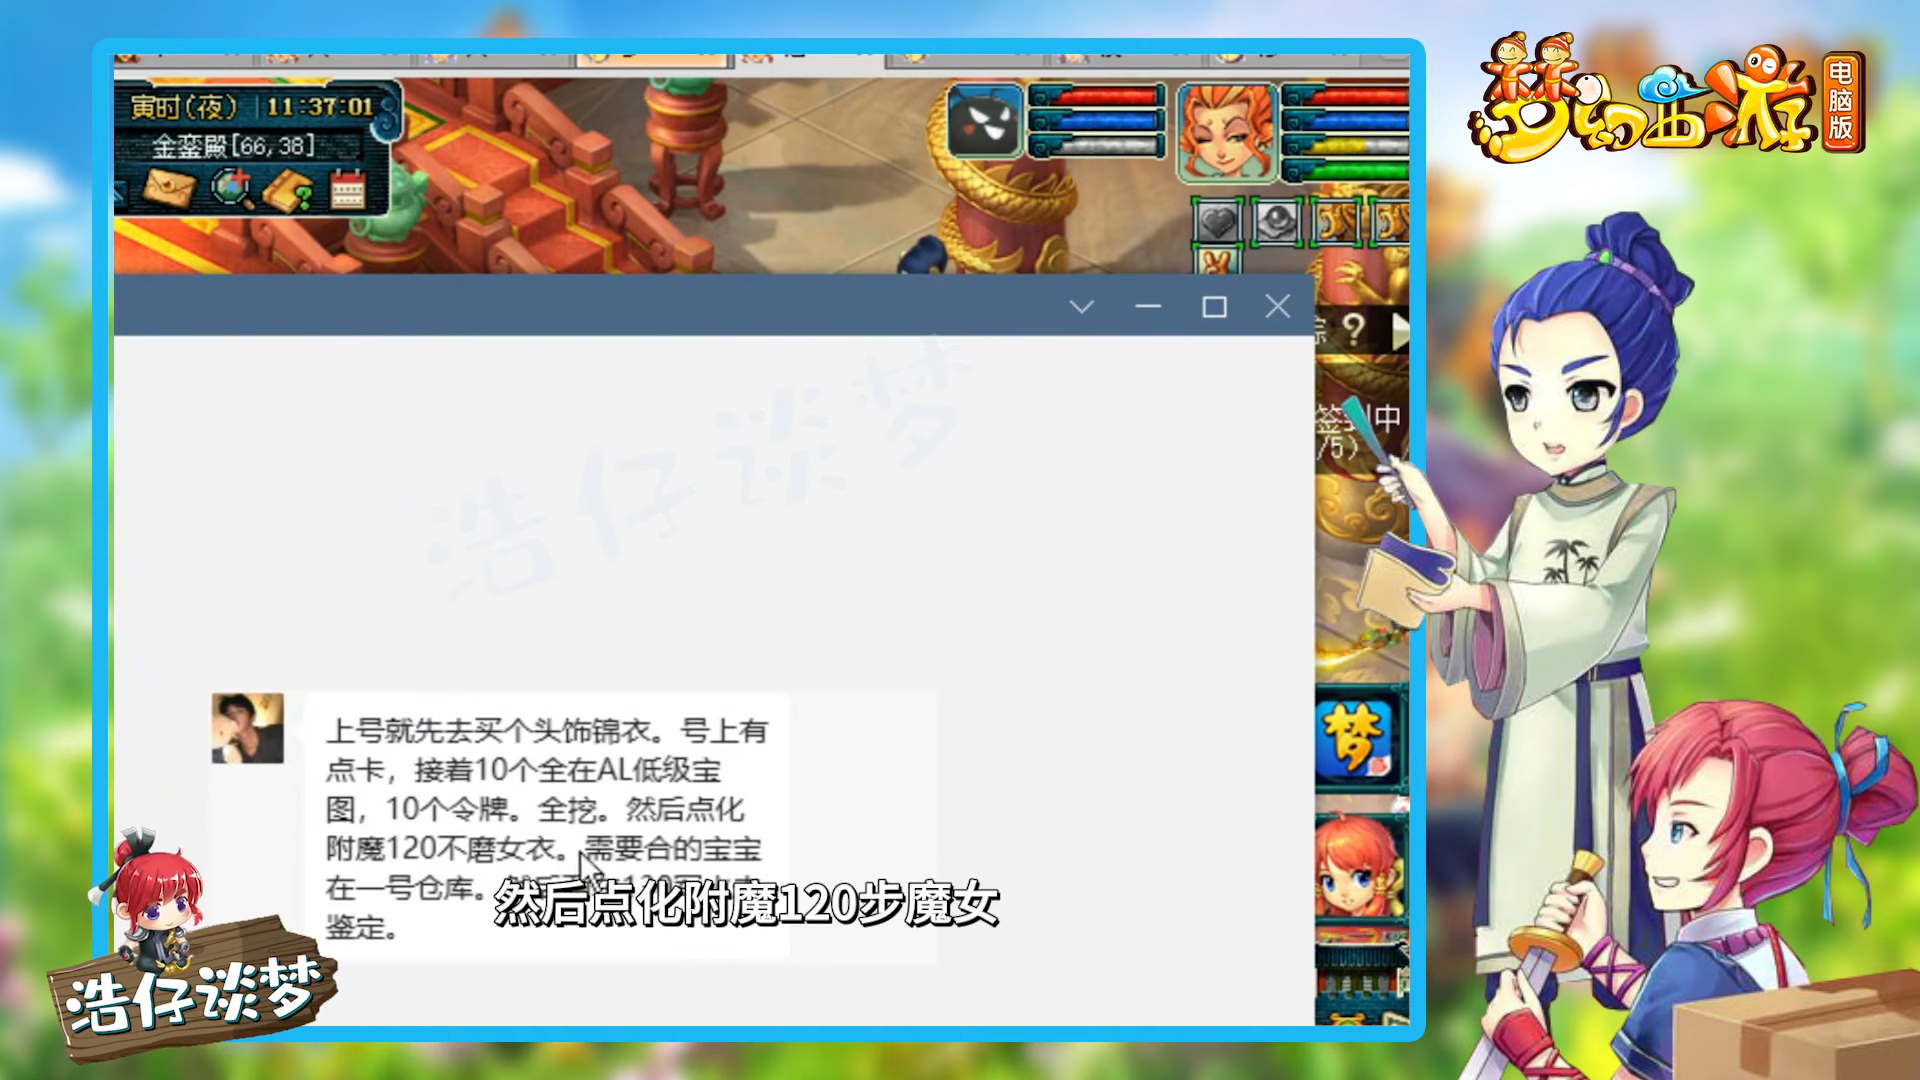 寅时(夜) 11:37:01
金銮殿[66,38]
梦幻西游
电脑版
?
签到中
/5)
浩仔谈梦
梦
上号就先去买个头饰锦衣。号上有
点卡，接着10个全在AL低级宝
图，10个令牌。全挖。然后点化
附魔120不磨女衣。需要合的宝宝
在一号仓库。
鉴定。
然后点化附魔120步魔女
浩仔谈梦